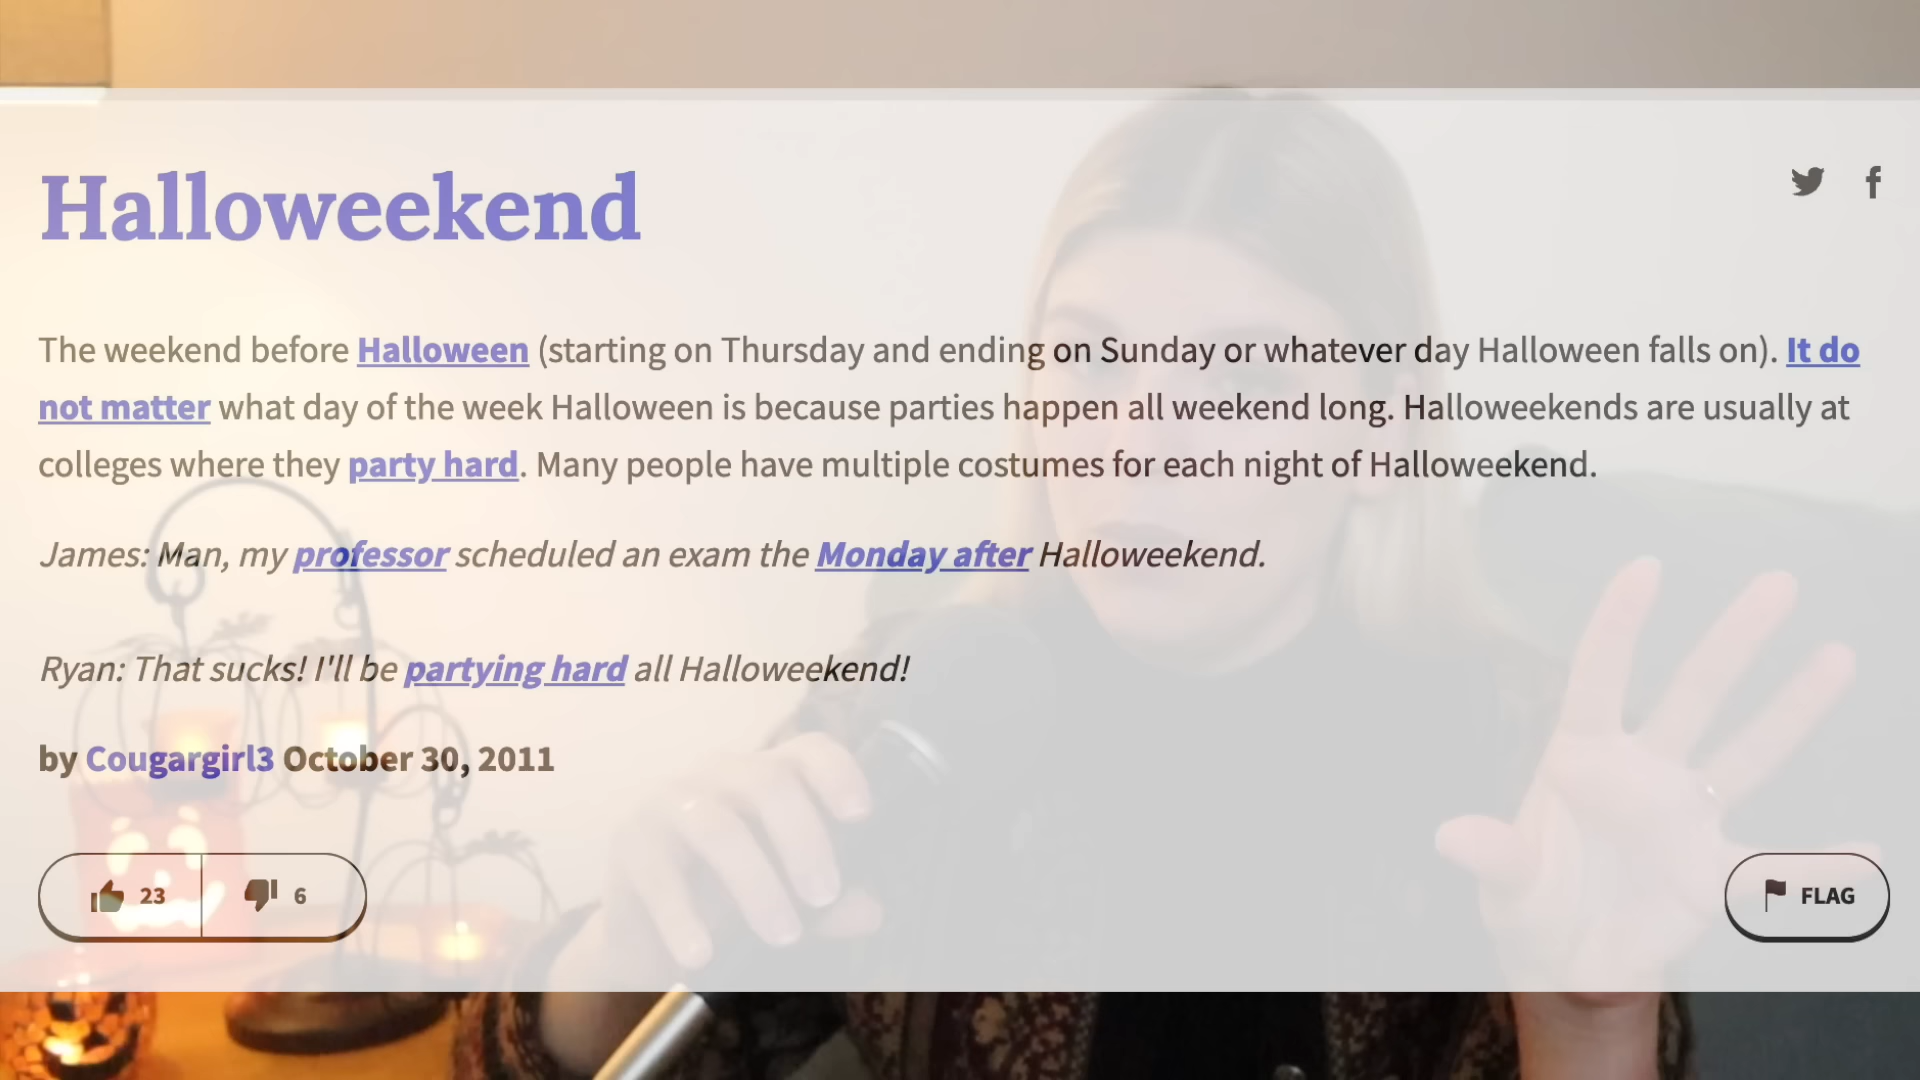 Halloweekend
The weekend before Halloween (starting on Thursday and ending on Sunday or whatever day Halloween falls on). It do
not matter what day of the week Halloween is because parties happen all weekend long. Halloweekends are usually at
colleges where they party hard. Many people have multiple costumes for each night of Halloweekend.
James: Man, my professor scheduled an exam the Monday after Halloweekend.
Ryan: That sucks! I'll be partying hard all Halloweekend!
by Cougargirl3 October 30, 2011
23 6 FLAG